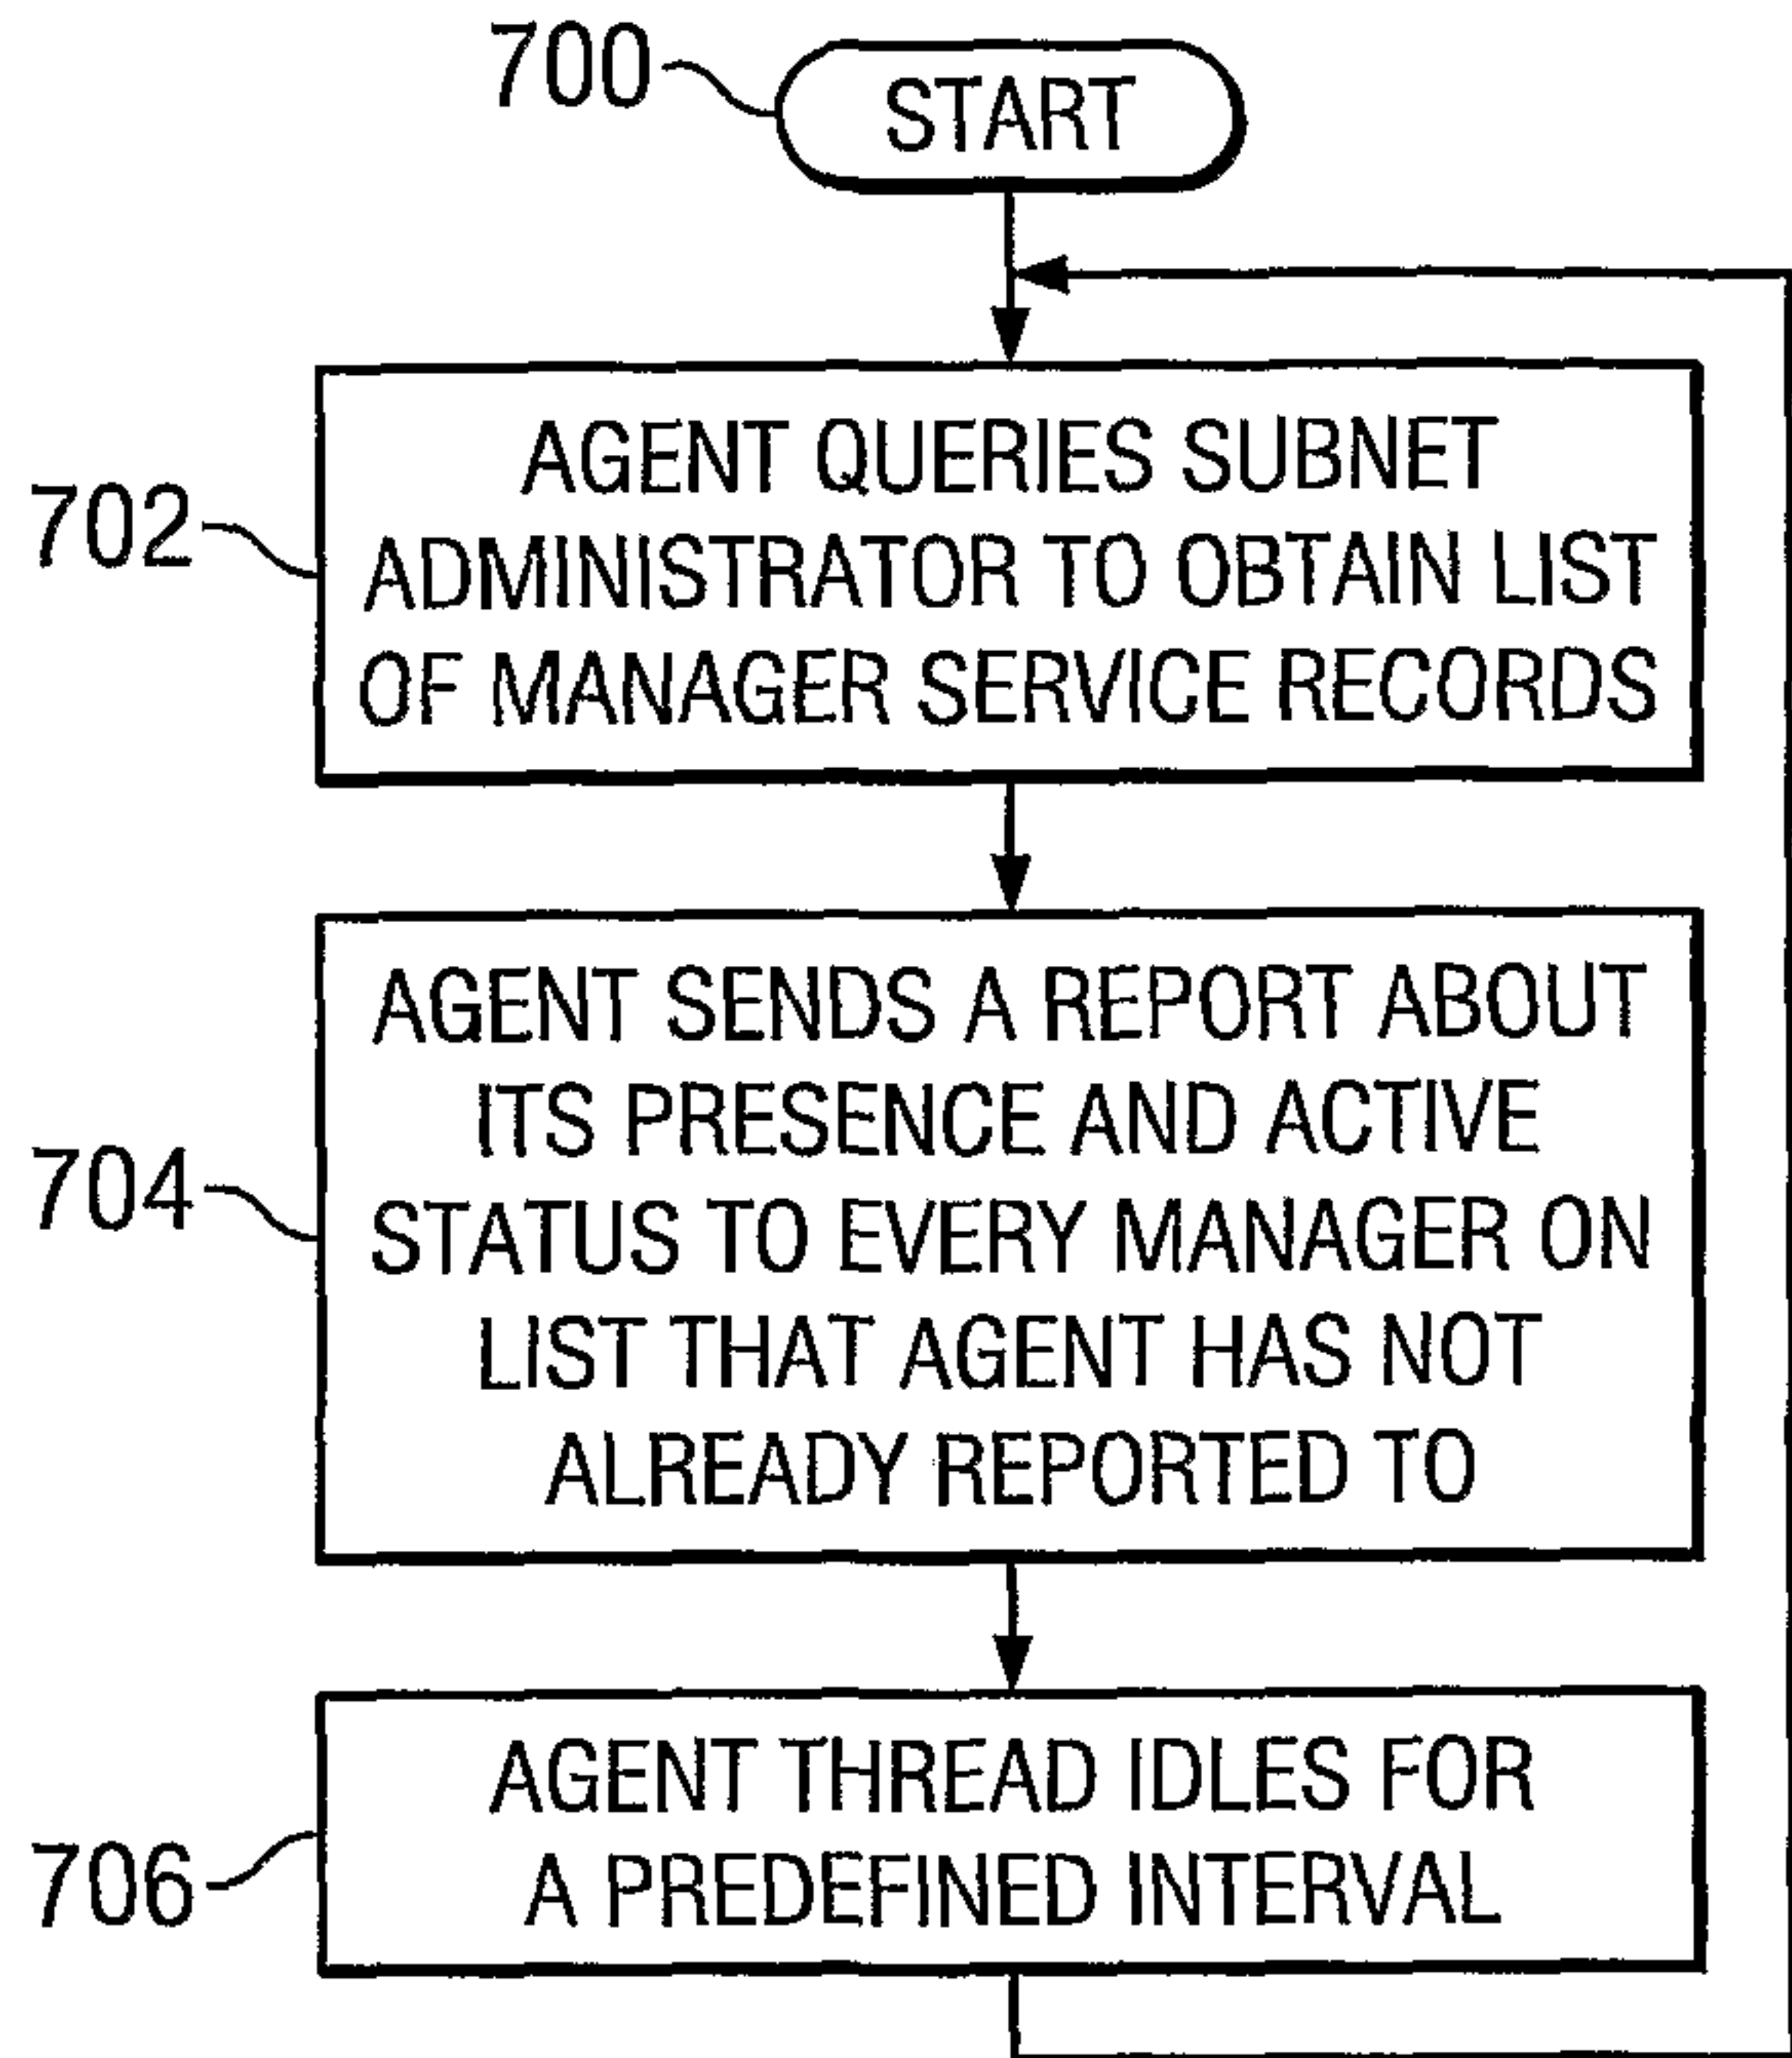 700
START
702
AGENT QUERIES SUBNET
ADMINISTRATOR TO OBTAIN LIST
OF MANAGER SERVICE RECORDS
704
AGENT SENDS A REPORT ABOUT
ITS PRESENCE AND ACTIVE
STATUS TO EVERY MANAGER ON
LIST THAT AGENT HAS NOT
ALREADY REPORTED TO
706
AGENT THREAD IDLES FOR
A PREDEFINED INTERVAL